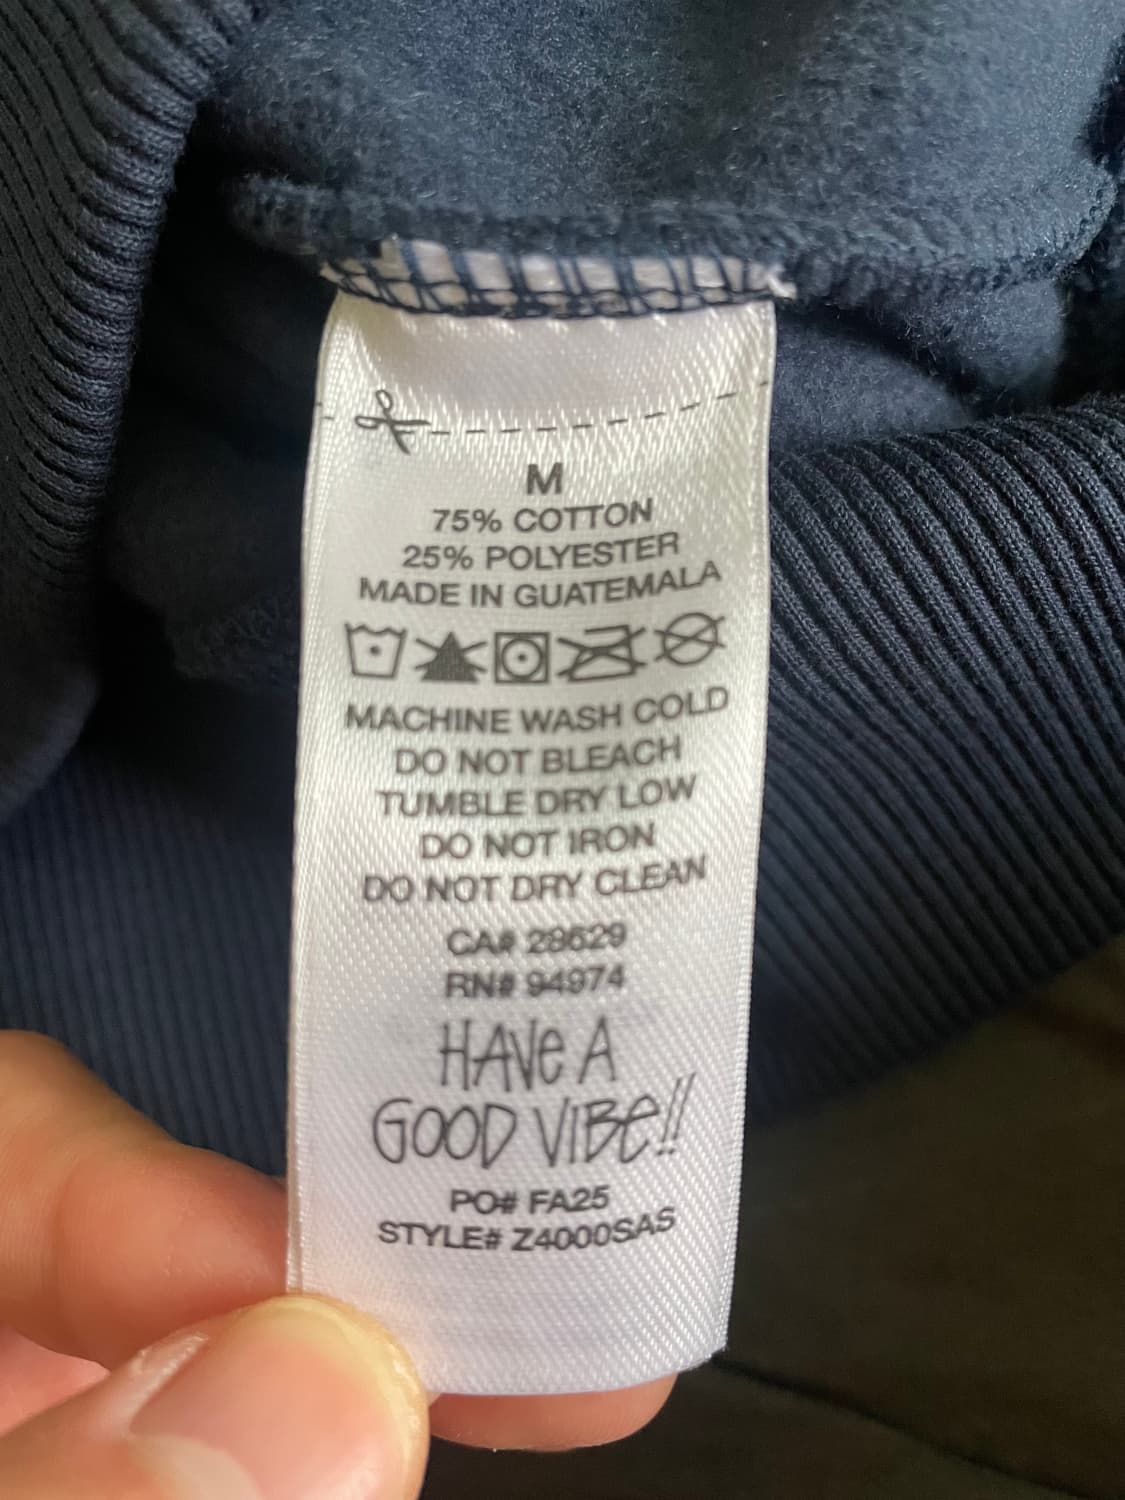 M
75% COTTON
25% POLYESTER
MADE IN GUATEMALA
MACHINE WASH COLD
DO NOT BLEACH
TUMBLE DRY LOW
DO NOT IRON
DO NOT DRY CLEAN
CA# 28629
RN# 94974
HAVe A
GOOD VIBe!!
PO# FA25
STYLE# Z4000SAS